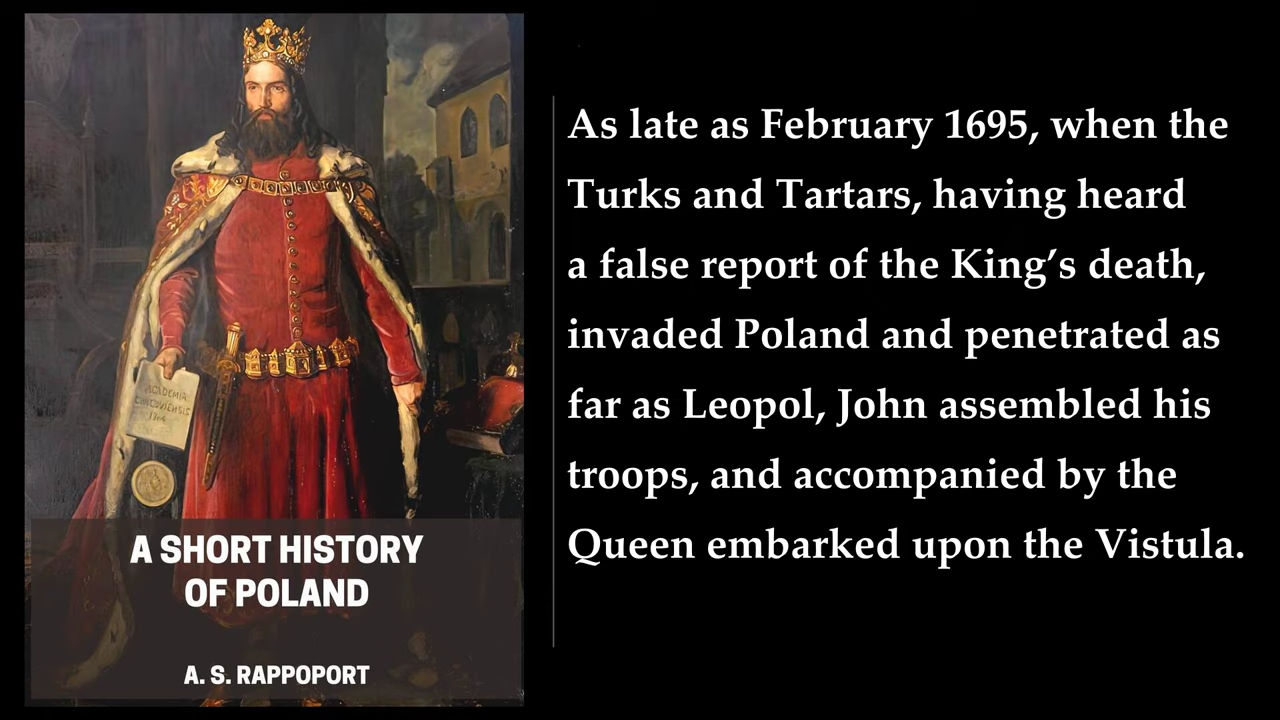 ACADEMIA
CRACOVIENSIS
A SHORT HISTORY
OF POLAND
A. S. RAPPOPORT
As late as February 1695, when the
Turks and Tartars, having heard
a false report of the King’s death,
invaded Poland and penetrated as
far as Leopol, John assembled his
troops, and accompanied by the
Queen embarked upon the Vistula.